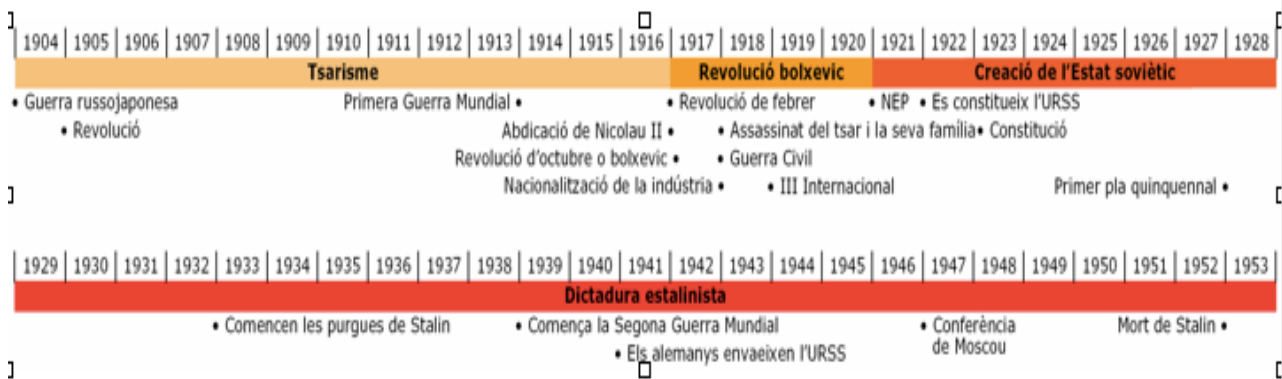 1904 1905 1906 1907 1908 1909 1910 1911 1912 1913 1914 1915 1916 1917 1918 1919 1920 1921 1922 1923 1924 1925 1926 1927 1928
Tsarisme Revolució bolxevic Creació de l'Estat soviètic
• Guerra russojaponesa Primera Guerra Mundial • • Revolució de febrer • NEP • Es constitueix l'URSS
• Revolució Abdicació de Nicolau II • • Assassinat del tsar i la seva família • Constitució
Revolució d'octubre o bolxevic • • Guerra Civil
Nacionalització de la indústria • • III Internacional Primer pla quinquennal •
1929 1930 1931 1932 1933 1934 1935 1936 1937 1938 1939 1940 1941 1942 1943 1944 1945 1946 1947 1948 1949 1950 1951 1952 1953
Dictadura estalinista
• Comencen les purgues de Stalin • Comença la Segona Guerra Mundial • Conferència Mort de Stalin •
• Els alemanys envaeixen l'URSS de Moscou